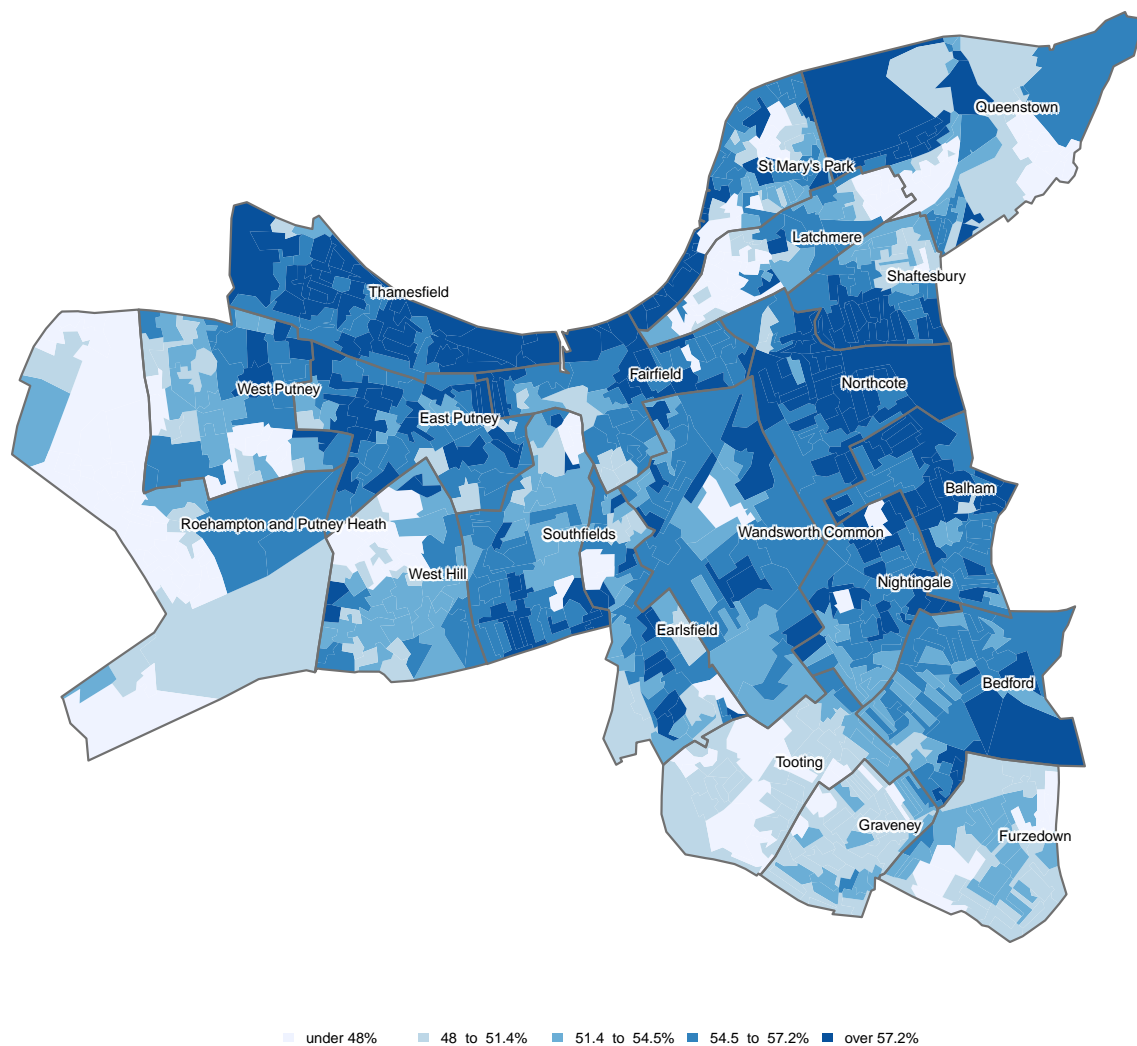 Queenstown
St Mary's Park
Latchmere
Shaftesbury
Thamesfield
Fairfield
Northcote
West Putney
East Putney
Balham
Roehampton and Putney Heath
Southfields
Wandsworth Common
West Hill
Nightingale
Earlsfield
Bedford
Tooting
Graveney
Furzedown
under 48% 48 to 51.4% 51.4 to 54.5% 54.5 to 57.2% over 57.2%